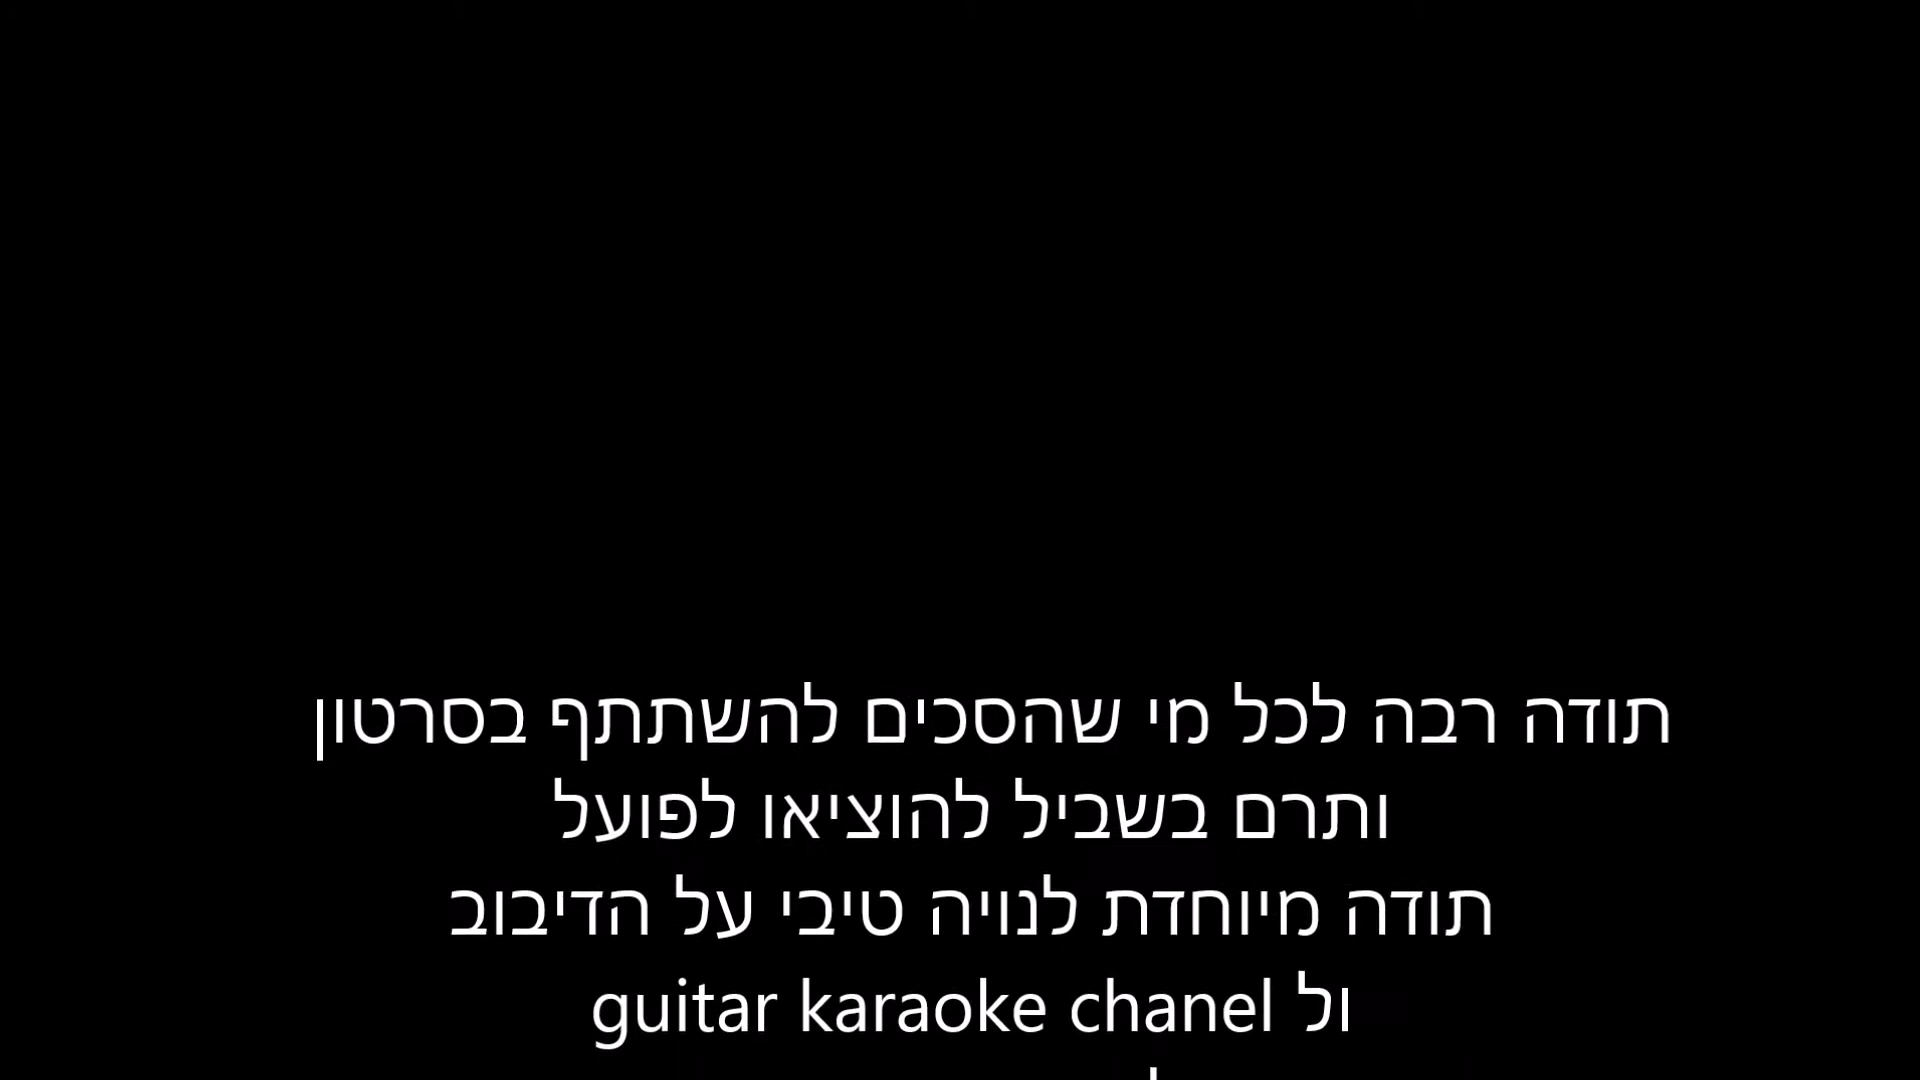 תודה רבה לכל מי שהסכים להשתתף בסרטון
ותרם בשביל להוציאו לפועל
תודה מיוחדת לנויה טיבי על הדיבוב
ול guitar karaoke chanel